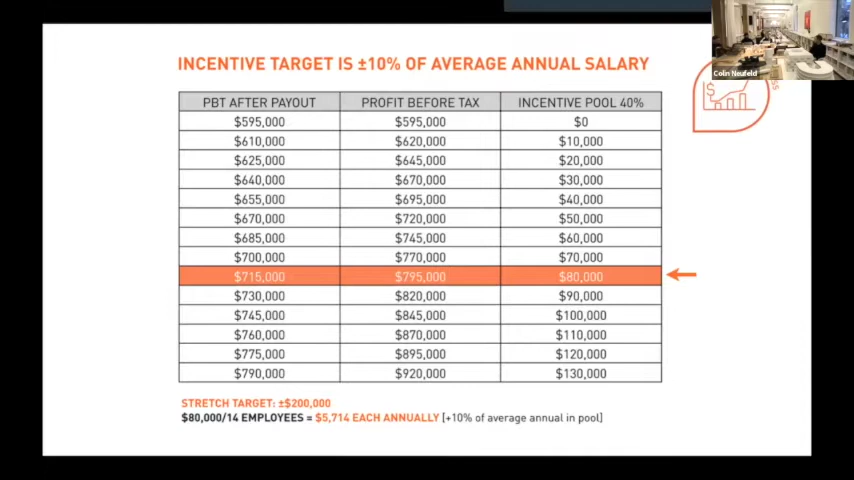 INCENTIVE TARGET IS ±10% OF AVERAGE ANNUAL SALARY
Colin Neufeld
$
PBT AFTER PAYOUT PROFIT BEFORE TAX INCENTIVE POOL 40%
$595,000 $595,000 $0
$610,000 $620,000 $10,000
$625,000 $645,000 $20,000
$640,000 $670,000 $30,000
$655,000 $695,000 $40,000
$670,000 $720,000 $50,000
$685,000 $745,000 $60,000
$700,000 $770,000 $70,000
$715,000 $795,000 $80,000
$730,000 $820,000 $90,000
$745,000 $845,000 $100,000
$760,000 $870,000 $110,000
$775,000 $895,000 $120,000
$790,000 $920,000 $130,000
STRETCH TARGET: ±$200,000
$80,000/14 EMPLOYEES = $5,714 EACH ANNUALLY [+10% of average annual in pool]